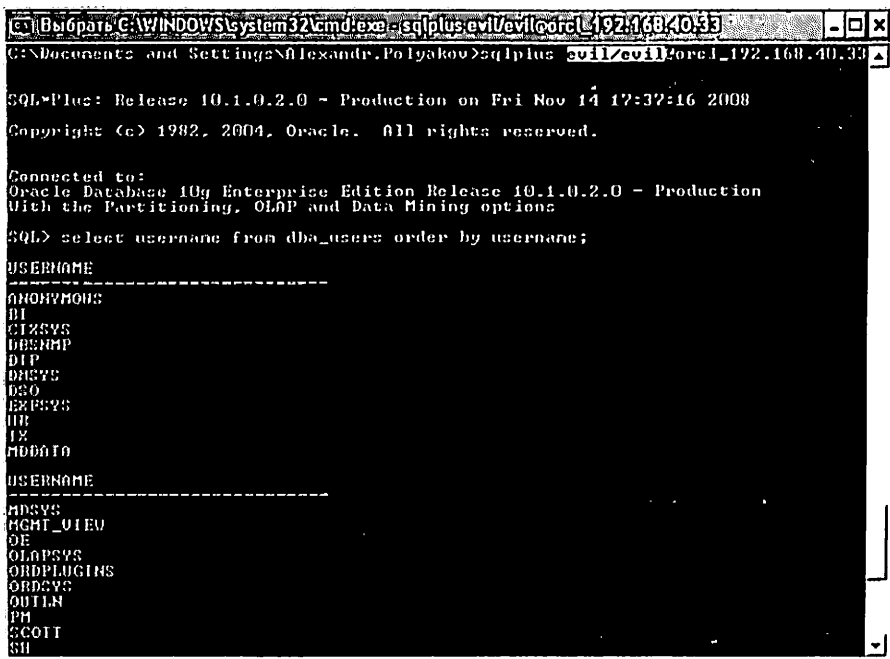 Выбрать C:\WINDOWS\system32\cmd.exe - sqlplus evil/evil@orcl_192.168.40.33
C:\Documents and Settings\Alexandr.Polyakov>sqlplus evil/evil@orcl_192.168.40.33
SQL*Plus: Release 10.1.0.2.0 - Production on Fri Nov 14 17:37:16 2008
Copyright (c) 1982, 2004, Oracle. All rights reserved.
Connected to:
Oracle Database 10g Enterprise Edition Release 10.1.0.2.0 - Production
With the Partitioning, OLAP and Data Mining options
SQL> select username from dba_users order by username;
USERNAME
------------------------------
ANONYMOUS
BI
CTXSYS
DBSNMP
DIP
DMSYS
DSO
EXFSYS
HR
IX
MDDATA
USERNAME
------------------------------
MDSYS
MGMT_VIEW
OE
OLAPSYS
ORDPLUGINS
ORDSYS
OUTLN
PM
SCOTT
SH